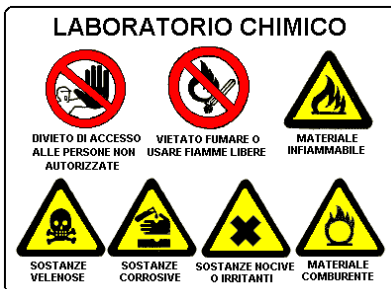 LABORATORIO CHIMICO
DIVIETO DI ACCESSO
ALLE PERSONE NON
AUTORIZZATE
VIETATO FUMARE O
USARE FIAMME LIBERE
MATERIALE
INFIAMMABILE
SOSTANZE
VELENOSE
SOSTANZE
CORROSIVE
SOSTANZE NOCIVE
O IRRITANTI
MATERIALE
COMBURENTE